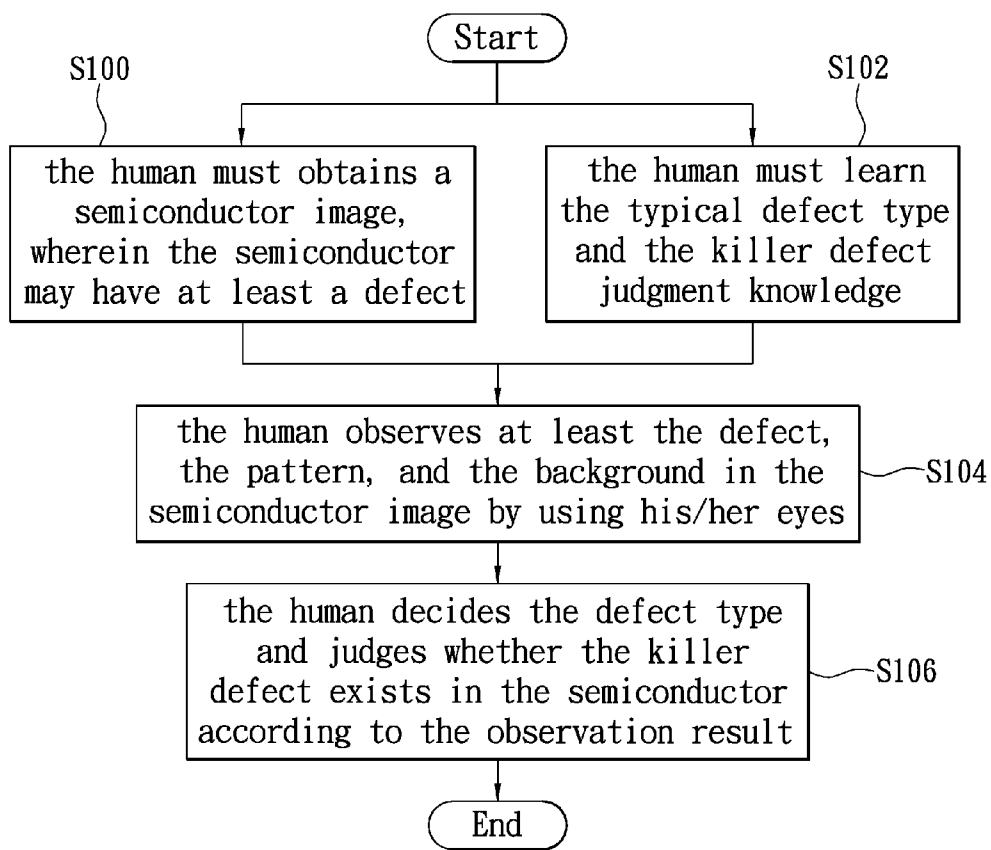 Start
S100
S102
the human must obtains a
semiconductor image,
wherein the semiconductor
may have at least a defect
the human must learn
the typical defect type
and the killer defect
judgment knowledge
the human observes at least the defect,
the pattern, and the background in the
semiconductor image by using his/her eyes
S104
the human decides the defect type
and judges whether the killer
defect exists in the semiconductor
according to the observation result
S106
End